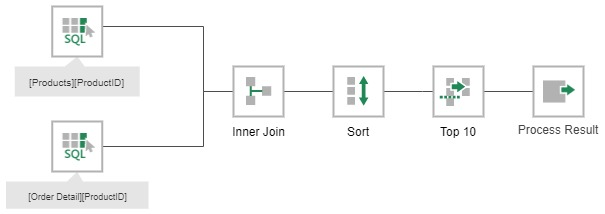 SQL
[Products][ProductID]
Inner Join
Sort
Top 10
Process Result
SQL
[Order Detail][ProductID]